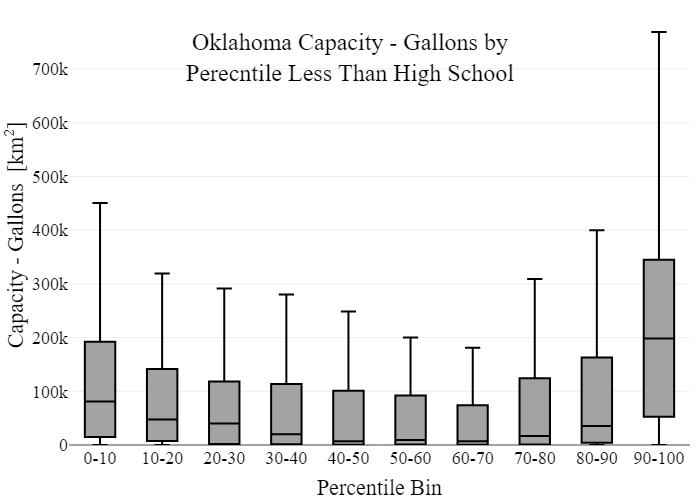 Oklahoma Capacity - Gallons by
Perecntile Less Than High School
Capacity - Gallons [km²]
700k
600k
500k
400k
300k
200k
100k
0
0-10 10-20 20-30 30-40 40-50 50-60 60-70 70-80 80-90 90-100
Percentile Bin